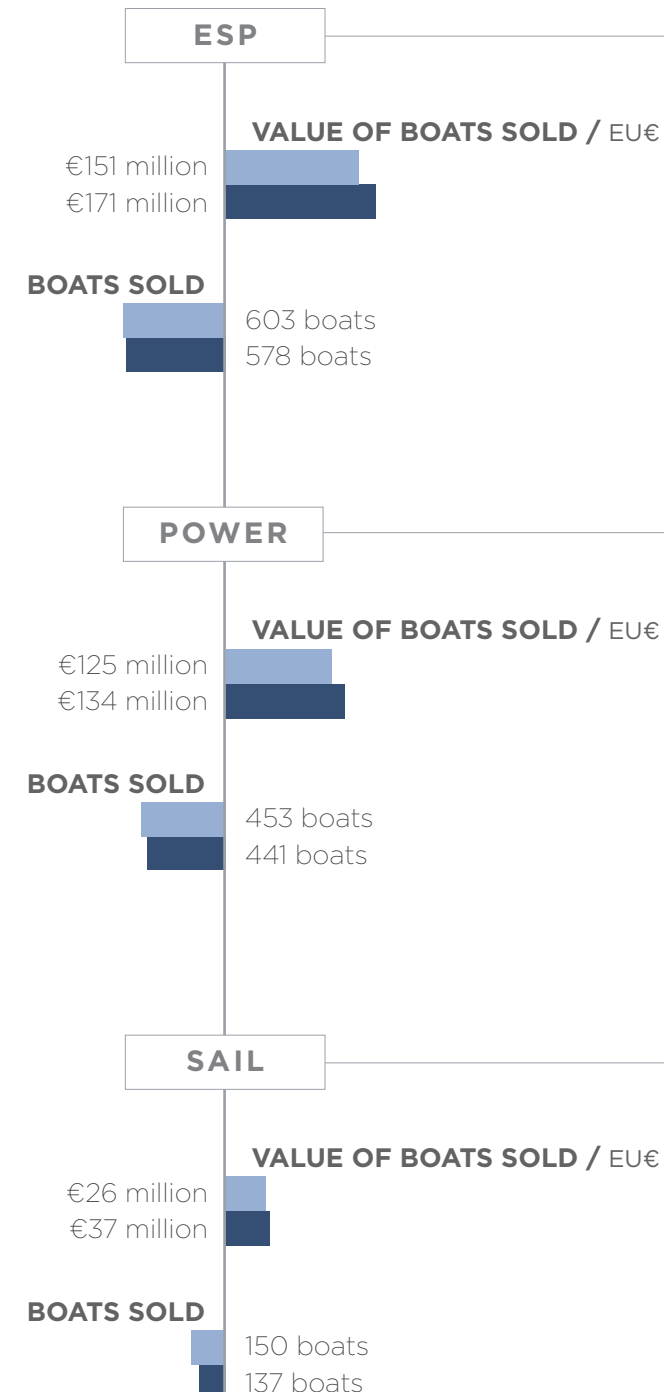 ESP
VALUE OF BOATS SOLD / EU€
€151 million
€171 million
BOATS SOLD
603 boats
578 boats
POWER
VALUE OF BOATS SOLD / EU€
€125 million
€134 million
BOATS SOLD
453 boats
441 boats
SAIL
VALUE OF BOATS SOLD / EU€
€26 million
€37 million
BOATS SOLD
150 boats
137 boats